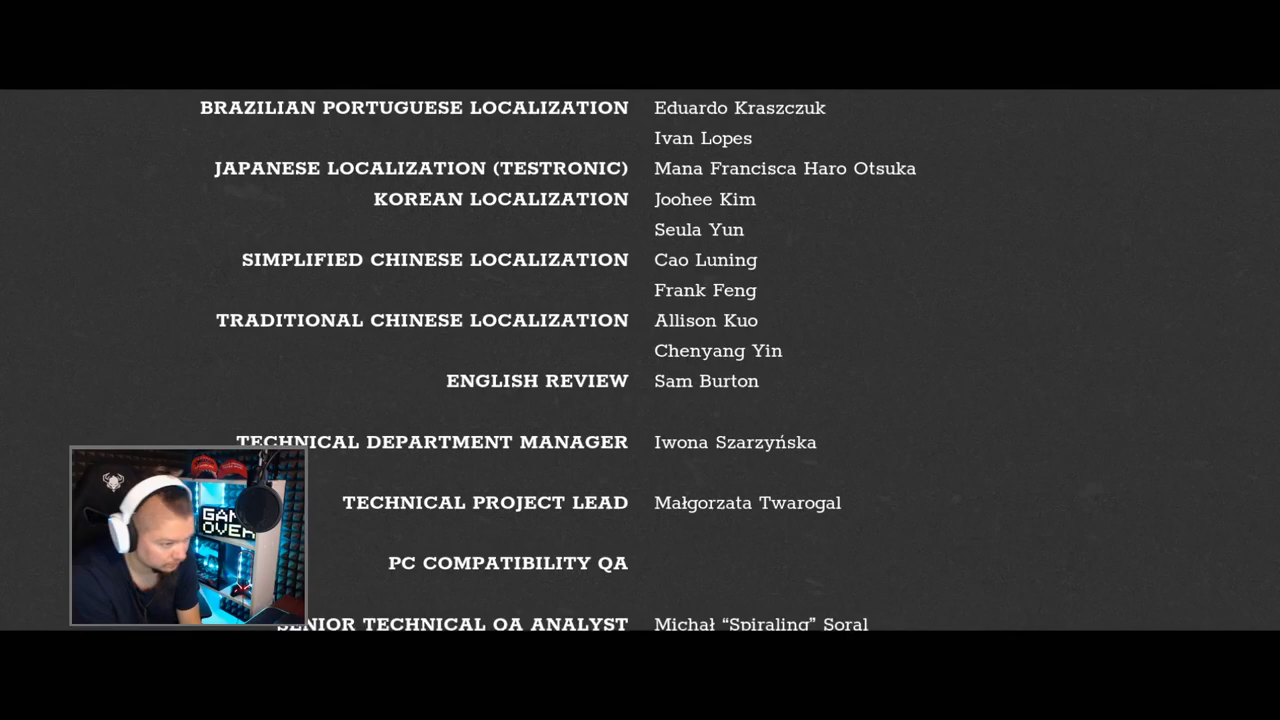 BRAZILIAN PORTUGUESE LOCALIZATION Eduardo Kraszczuk
Ivan Lopes
JAPANESE LOCALIZATION (TESTRONIC) Mana Francisca Haro Otsuka
KOREAN LOCALIZATION Joohee Kim
Seula Yun
SIMPLIFIED CHINESE LOCALIZATION Cao Luning
Frank Feng
TRADITIONAL CHINESE LOCALIZATION Allison Kuo
Chenyang Yin
ENGLISH REVIEW Sam Burton
TECHNICAL DEPARTMENT MANAGER Iwona Szarzyńska
TECHNICAL PROJECT LEAD Małgorzata Twarogal
PC COMPATIBILITY QA
SENIOR TECHNICAL QA ANALYST Michał “Spiraling” Soral
GAM
OVER